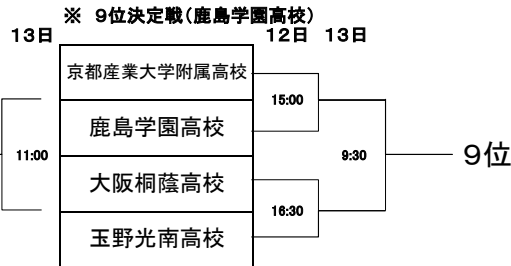 ※ 9位決定戦(鹿島学園高校)
13日 12日 13日
京都産業大学附属高校
15:00
鹿島学園高校
11:00 9:30 9位
大阪桐蔭高校
16:30
玉野光南高校